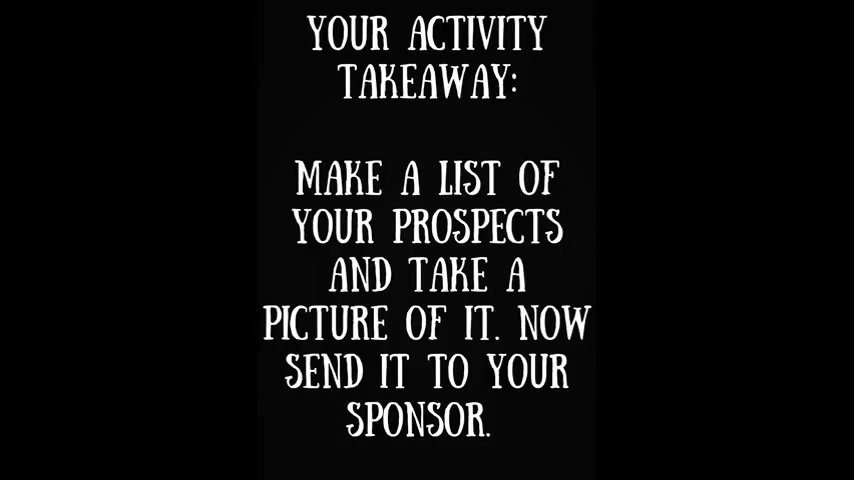 YOUR ACTIVITY
TAKEAWAY:
MAKE A LIST OF
YOUR PROSPECTS
AND TAKE A
PICTURE OF IT. NOW
SEND IT TO YOUR
SPONSOR.